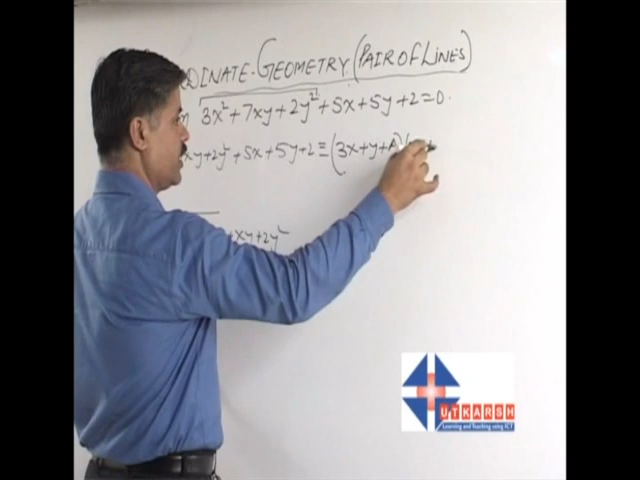 DINATE-GEOMETRY (PAIR OF LINES)
3x²+7xy+2y²+5x+5y+2=0.
xy+2y²+5x+5y+2≡(3x+y+A)(
+xy+2y²
UTKARSH
Learning and Teaching using ICT